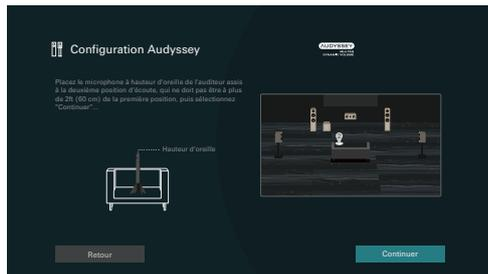 Configuration Audyssey
AUDYSSEY
Placez le microphone à hauteur d'oreille de l'auditeur assis
à la deuxième position d'écoute, qui ne doit pas être à plus
de 2ft (60 cm) de la première position, puis sélectionnez
"Continuer"...
Hauteur d'oreille
Retour
Continuer